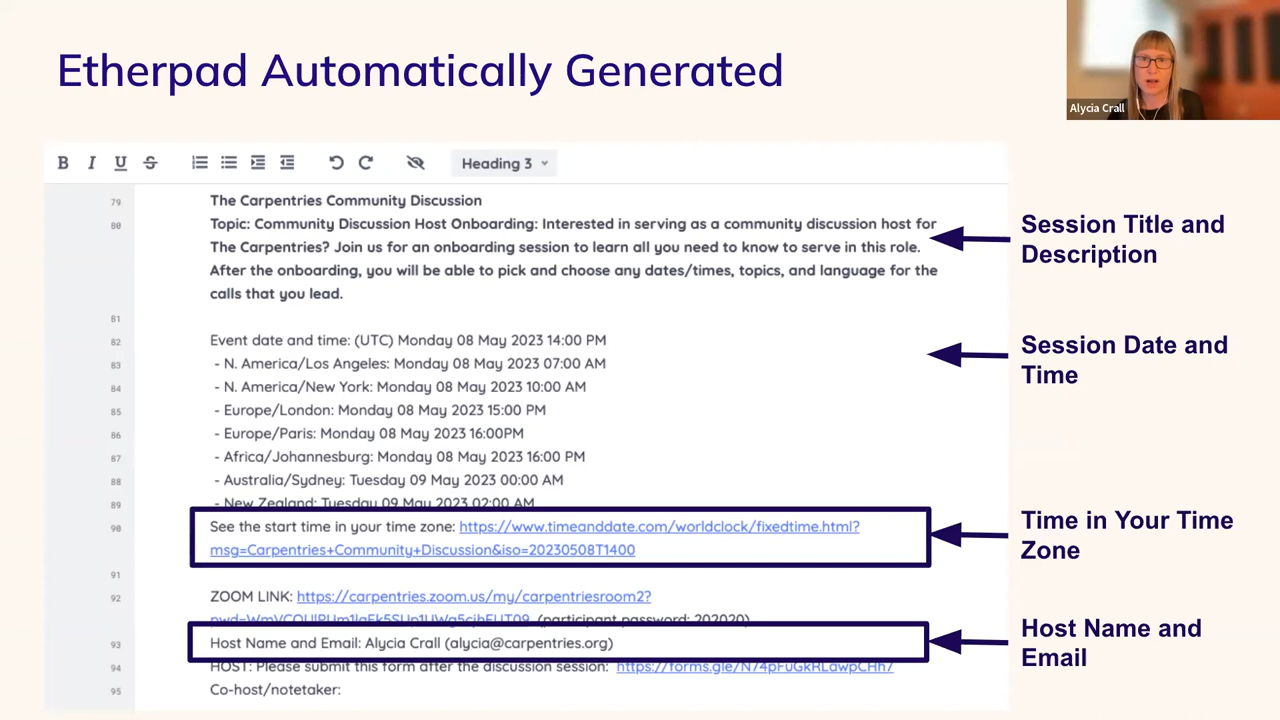 Etherpad Automatically Generated
Alycia Crall
B I U S
Heading 3
79 The Carpentries Community Discussion
80 Topic: Community Discussion Host Onboarding: Interested in serving as a community discussion host for
The Carpentries? Join us for an onboarding session to learn all you need to know to serve in this role.
After the onboarding, you will be able to pick and choose any dates/times, topics, and language for the
calls that you lead.
81
82 Event date and time: (UTC) Monday 08 May 2023 14:00 PM
83 - N. America/Los Angeles: Monday 08 May 2023 07:00 AM
84 - N. America/New York: Monday 08 May 2023 10:00 AM
85 - Europe/London: Monday 08 May 2023 15:00 PM
86 - Europe/Paris: Monday 08 May 2023 16:00PM
87 - Africa/Johannesburg: Monday 08 May 2023 16:00 PM
88 - Australia/Sydney: Tuesday 09 May 2023 00:00 AM
89 - New Zealand: Tuesday 09 May 2023 02:00 AM
90 See the start time in your time zone: https://www.timeanddate.com/worldclock/fixedtime.html?
msg=Carpentries+Community+Discussion&iso=20230508T1400
91
92 ZOOM LINK: https://carpentries.zoom.us/my/carpentriesroom2?
(participant password: 202020)
93 Host Name and Email: Alycia Crall (alycia@carpentries.org)
94 HOST: Please submit this form after the discussion session:
95 Co-host/notetaker:
Session Title and
Description
Session Date and
Time
Time in Your Time
Zone
Host Name and
Email